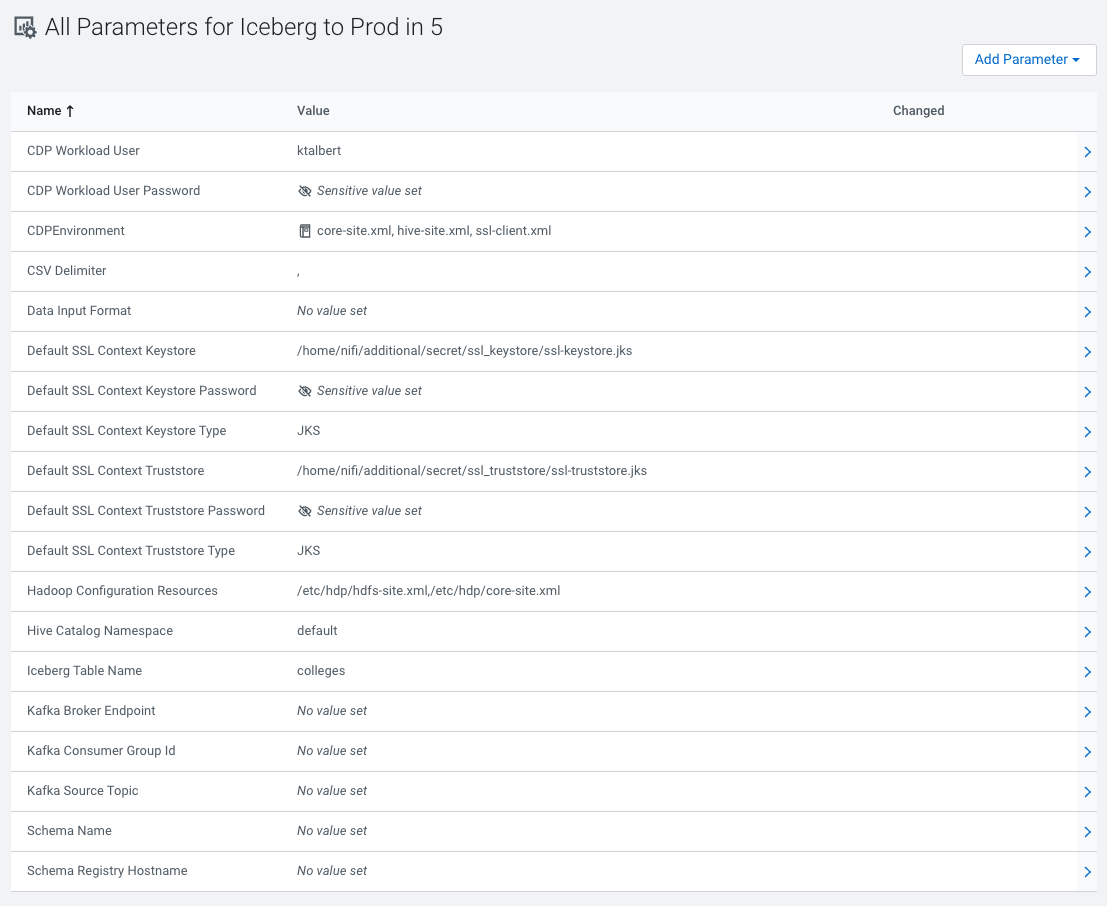 All Parameters for Iceberg to Prod in 5
Add Parameter
Name ↑ Value Changed
CDP Workload User ktalbert
CDP Workload User Password Sensitive value set
CDPEnvironment core-site.xml, hive-site.xml, ssl-client.xml
CSV Delimiter ,
Data Input Format No value set
Default SSL Context Keystore /home/nifi/additional/secret/ssl_keystore/ssl-keystore.jks
Default SSL Context Keystore Password Sensitive value set
Default SSL Context Keystore Type JKS
Default SSL Context Truststore /home/nifi/additional/secret/ssl_truststore/ssl-truststore.jks
Default SSL Context Truststore Password Sensitive value set
Default SSL Context Truststore Type JKS
Hadoop Configuration Resources /etc/hdp/hdfs-site.xml,/etc/hdp/core-site.xml
Hive Catalog Namespace default
Iceberg Table Name colleges
Kafka Broker Endpoint No value set
Kafka Consumer Group Id No value set
Kafka Source Topic No value set
Schema Name No value set
Schema Registry Hostname No value set